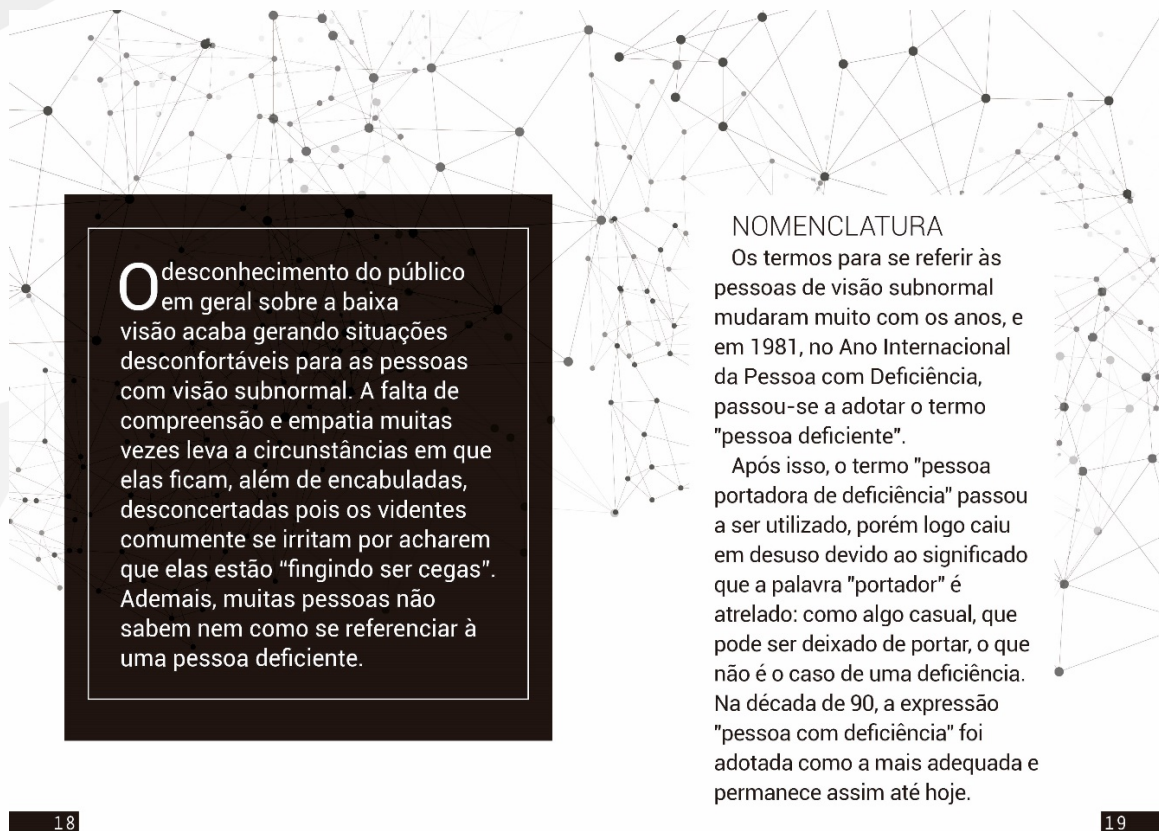 O desconhecimento do público
em geral sobre a baixa
visão acaba gerando situações
desconfortáveis para as pessoas
com visão subnormal. A falta de
compreensão e empatia muitas
vezes leva a circunstâncias em que
elas ficam, além de encabuladas,
desconcertadas pois os videntes
comumente se irritam por acharem
que elas estão “fingindo ser cegas”.
Ademais, muitas pessoas não
sabem nem como se referenciar à
uma pessoa deficiente.
18
NOMENCLATURA
Os termos para se referir às
pessoas de visão subnormal
mudaram muito com os anos, e
em 1981, no Ano Internacional
da Pessoa com Deficiência,
passou-se a adotar o termo
"pessoa deficiente".
Após isso, o termo "pessoa
portadora de deficiência" passou
a ser utilizado, porém logo caiu
em desuso devido ao significado
que a palavra "portador" é
atrelado: como algo casual, que
pode ser deixado de portar, o que
não é o caso de uma deficiência.
Na década de 90, a expressão
"pessoa com deficiência" foi
adotada como a mais adequada e
permanece assim até hoje.
19